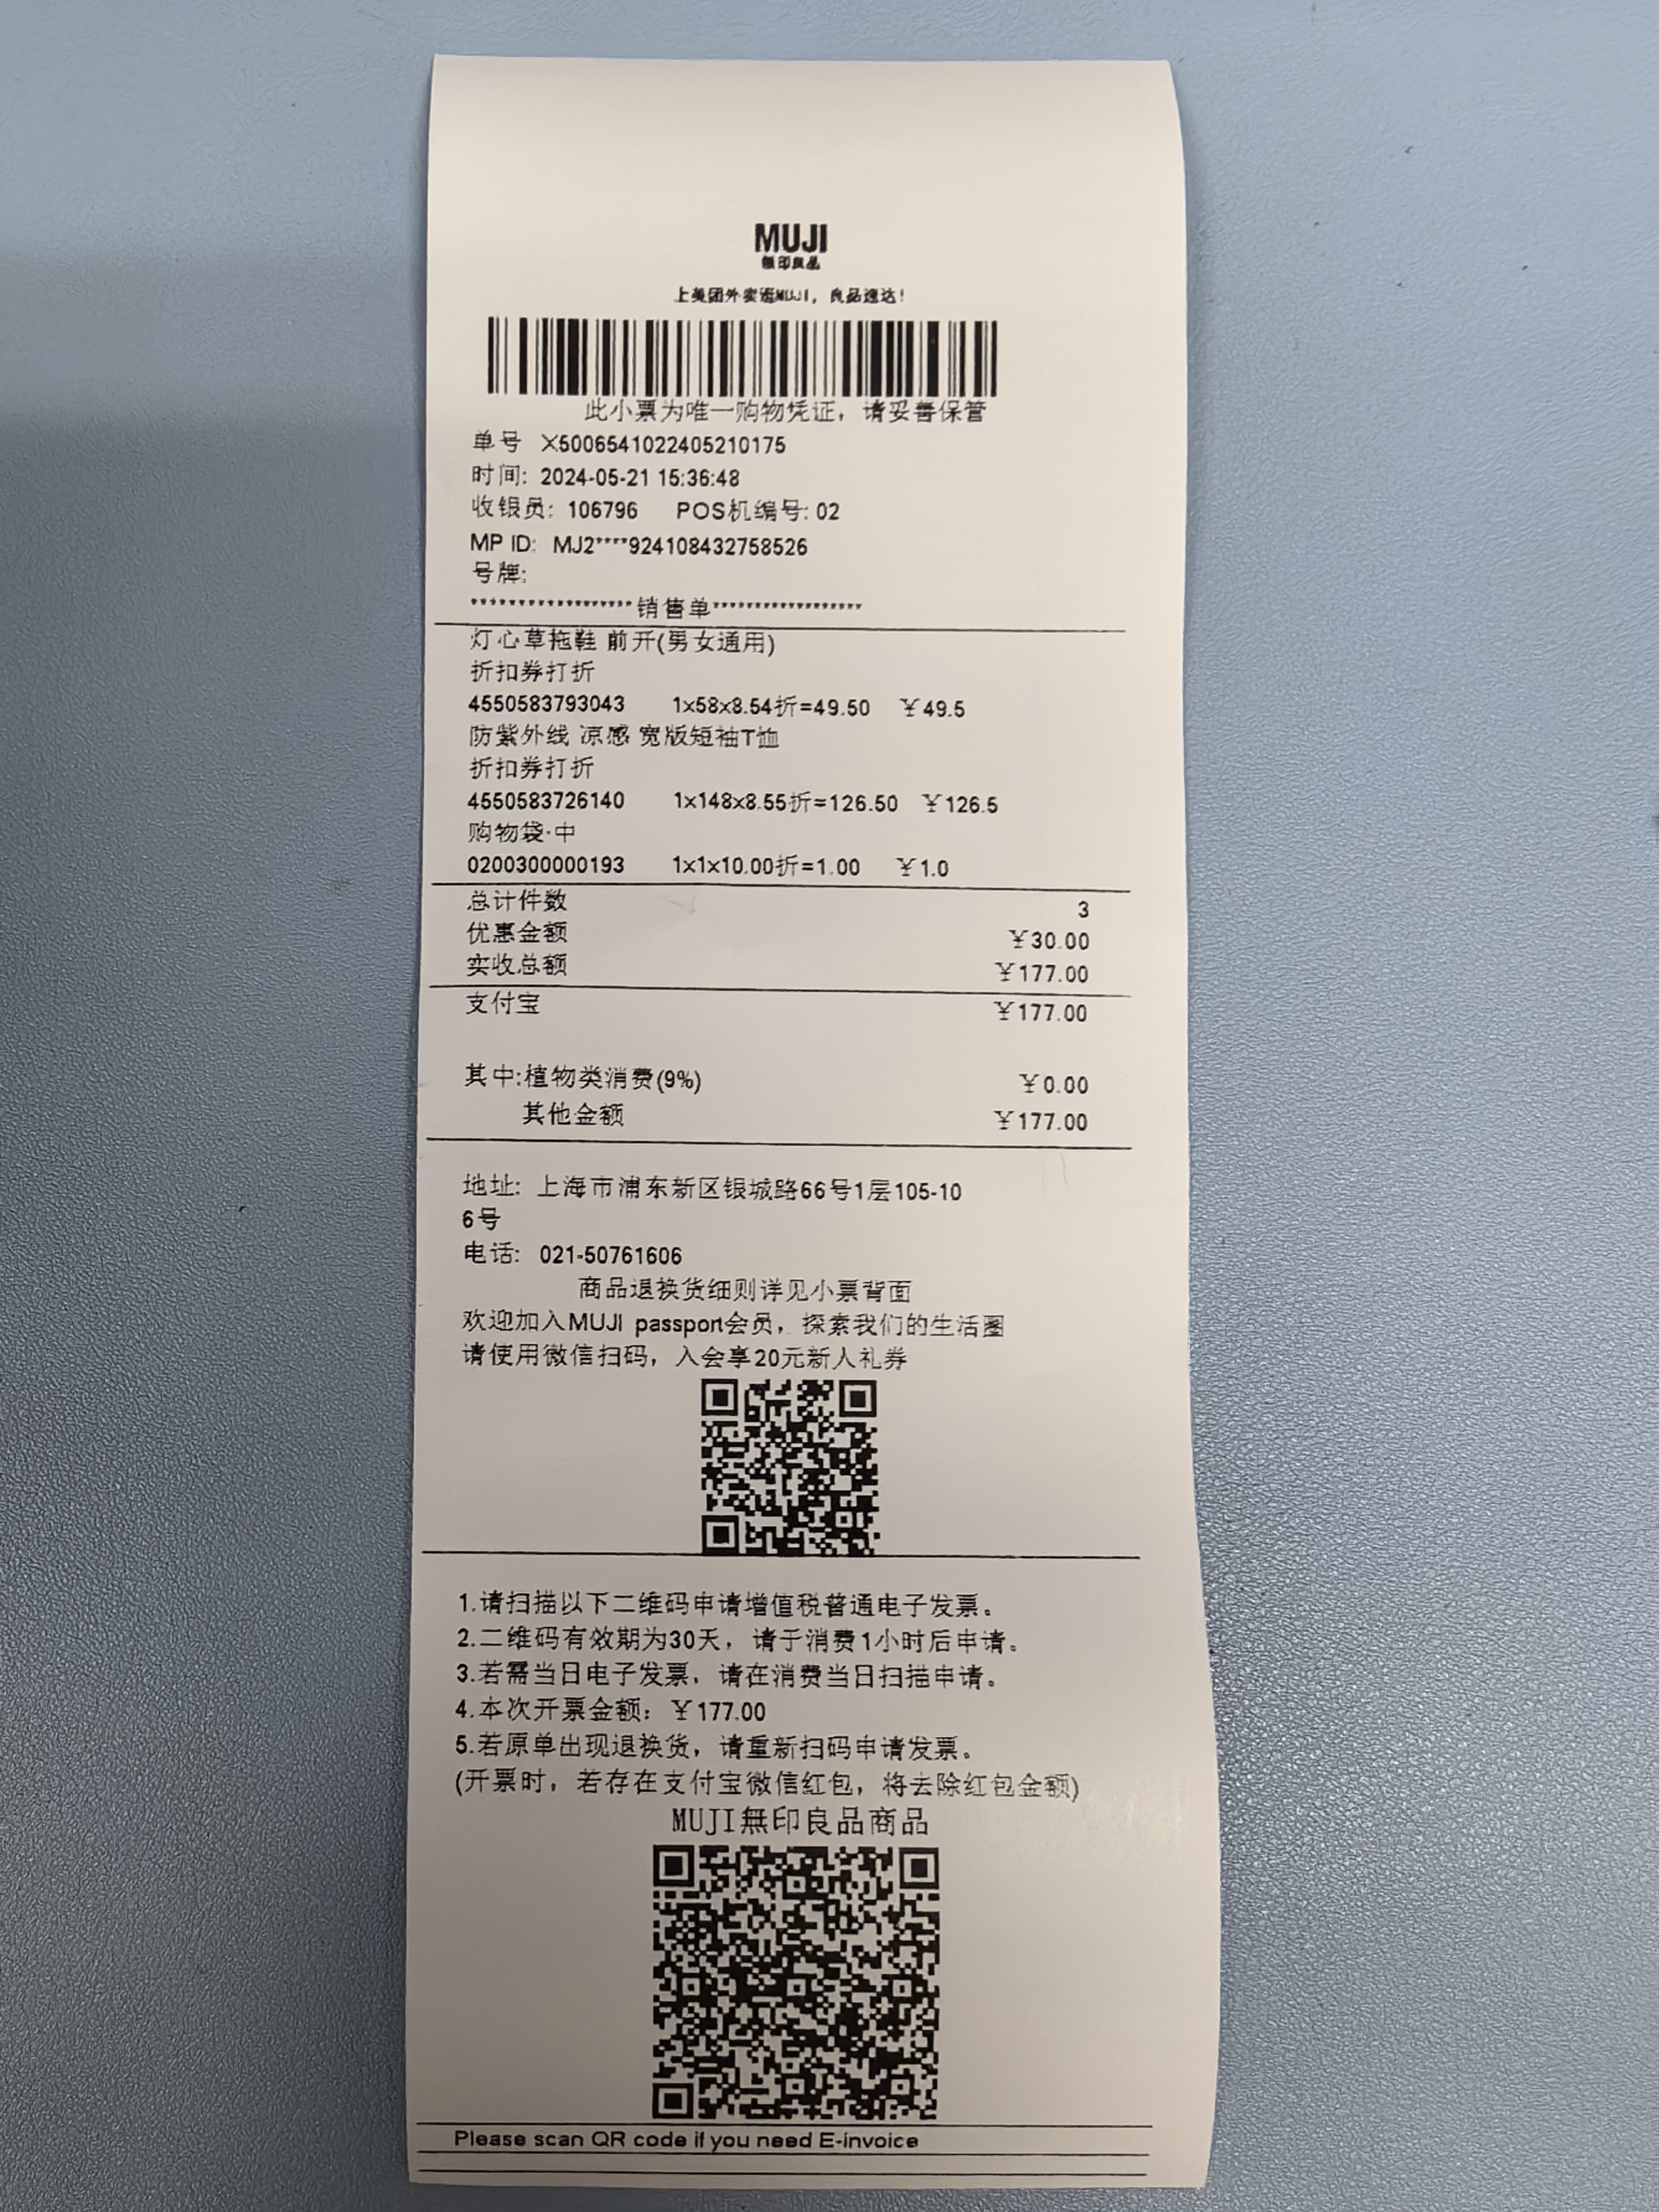 MUJI
無印良品
上美团外卖逛MUJI，良品速达！
此小票为唯一购物凭证，请妥善保管
单号 X5006541022405210175
时间: 2024-05-21 15:36:48
收银员: 106796 POS机编号: 02
MP ID: MJ2****924108432758526
号牌:
******************销售单*****************
灯心草拖鞋 前开(男女通用)
折扣券打折
4550583793043 1x58x8.54折=49.50 ￥49.5
防紫外线 凉感 宽版短袖T恤
折扣券打折
4550583726140 1x148x8.55折=126.50 ￥126.5
购物袋·中
0200300000193 1x1x10.00折=1.00 ￥1.0
总计件数 3
优惠金额 ￥30.00
实收总额 ￥177.00
支付宝 ￥177.00
其中:植物类消费(9%) ￥0.00
其他金额 ￥177.00
地址: 上海市浦东新区银城路66号1层105-10
6号
电话: 021-50761606
商品退换货细则详见小票背面
欢迎加入MUJI passport会员，探索我们的生活圈
请使用微信扫码，入会享20元新人礼券
1.请扫描以下二维码申请增值税普通电子发票。
2.二维码有效期为30天，请于消费1小时后申请。
3.若需当日电子发票，请在消费当日扫描申请。
4.本次开票金额：￥177.00
5.若原单出现退换货，请重新扫码申请发票。
(开票时，若存在支付宝微信红包，将去除红包金额)
MUJI無印良品商品
Please scan QR code if you need E-invoice